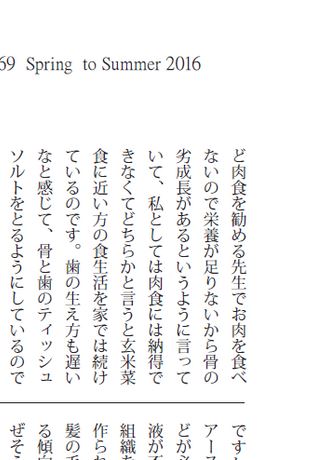 69 Spring to Summer 2016
ど肉食を勧める先生でお肉を食べ
ないので栄養が足りないから骨の
劣成長があるというように言って
いて、私としては肉食には納得で
きなくてどちらかと言うと玄米菜
食に近い方の食生活を家では続け
ているのです。歯の生え方も遅い
なと感じて、骨と歯のティッシュ
ソルトをとるようにしているので
です
アース
どが
液が
組織
作ら
髪の
る傾
ぜそ